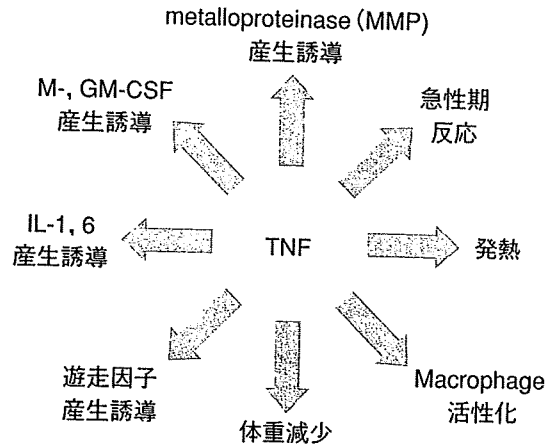 metalloproteinase (MMP)
産生誘導
M-, GM-CSF
産生誘導
急性期
反応
IL-1, 6
産生誘導
TNF
発熱
遊走因子
産生誘導
体重減少
Macrophage
活性化